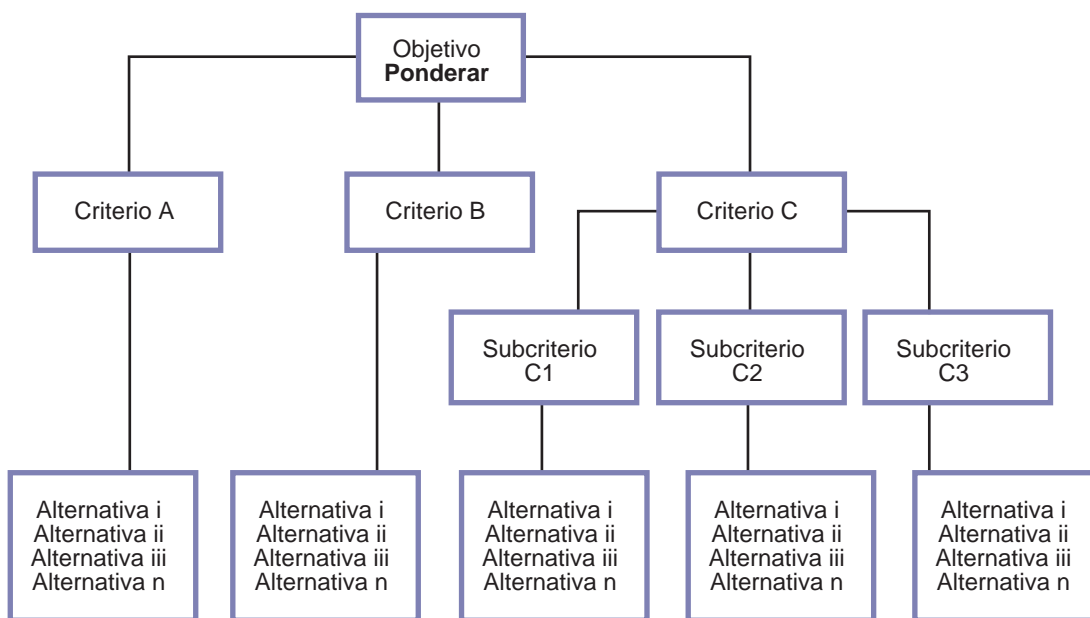 Objetivo
Ponderar
Criterio A
Criterio B
Criterio C
Subcriterio
C1
Subcriterio
C2
Subcriterio
C3
Alternativa i
Alternativa ii
Alternativa iii
Alternativa n
Alternativa i
Alternativa ii
Alternativa iii
Alternativa n
Alternativa i
Alternativa ii
Alternativa iii
Alternativa n
Alternativa i
Alternativa ii
Alternativa iii
Alternativa n
Alternativa i
Alternativa ii
Alternativa iii
Alternativa n